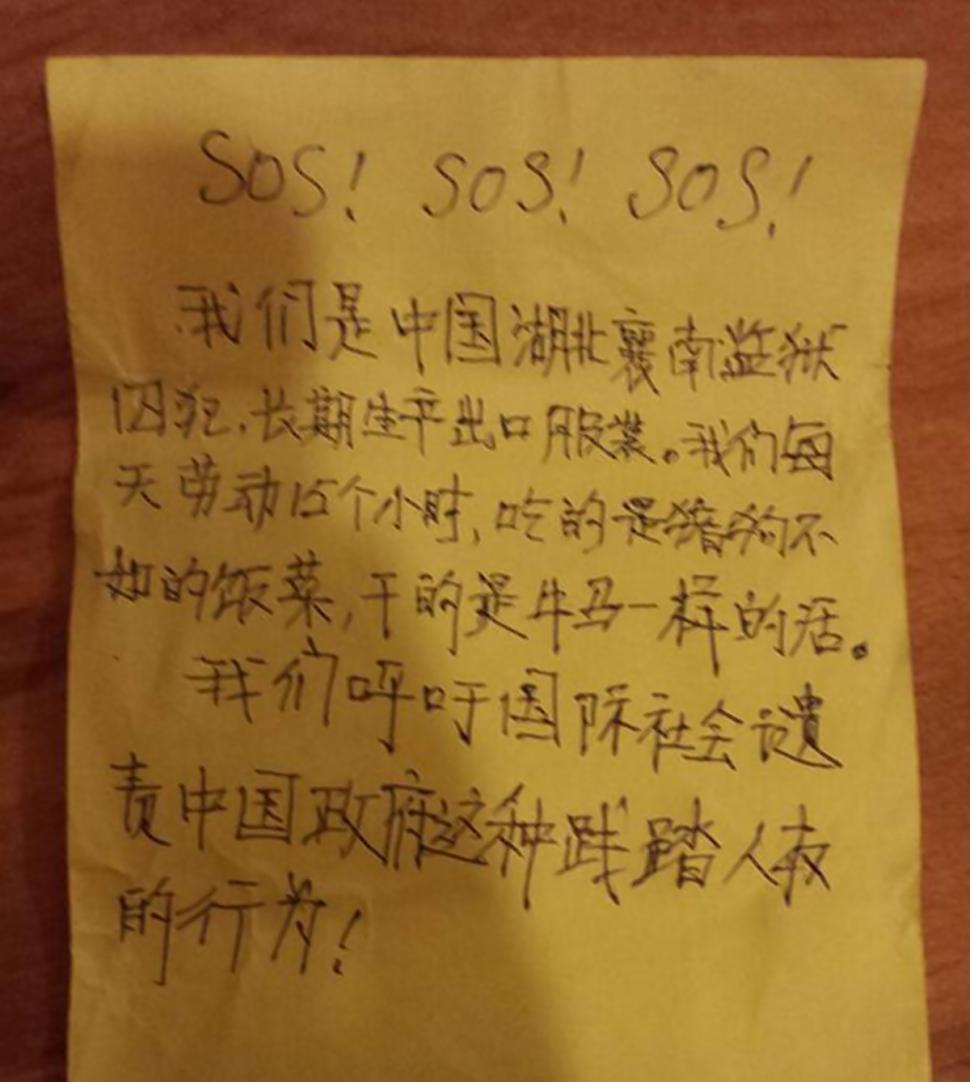 SOS! SOS! SOS!
我们是中国湖北襄南监狱
囚犯,长期生产出口服装。我们每
天劳动15个小时,吃的是猪狗不
如的饭菜,干的是牛马一样的活。
我们呼吁国际社会谴
责中国政府这种践踏人权
的行为!